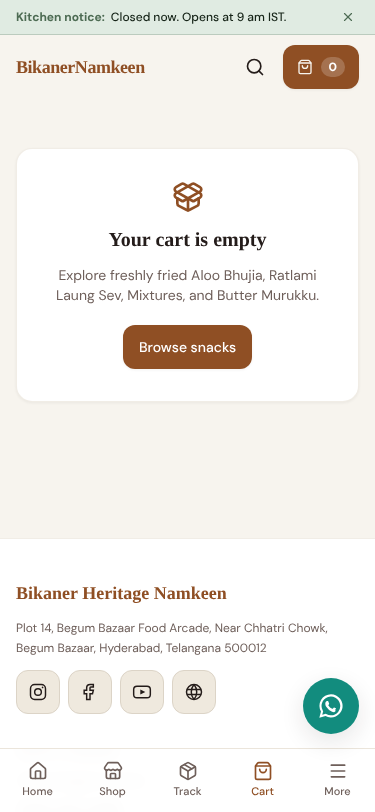 Kitchen notice: Closed now. Opens at 9 am IST.
BikanerNamkeen
0
Your cart is empty
Explore freshly fried Aloo Bhujia, Ratlami
Laung Sev, Mixtures, and Butter Murukku.
Browse snacks
Bikaner Heritage Namkeen
Plot 14, Begum Bazaar Food Arcade, Near Chhatri Chowk,
Begum Bazaar, Hyderabad, Telangana 500012
Home
Shop
Track
Cart
More